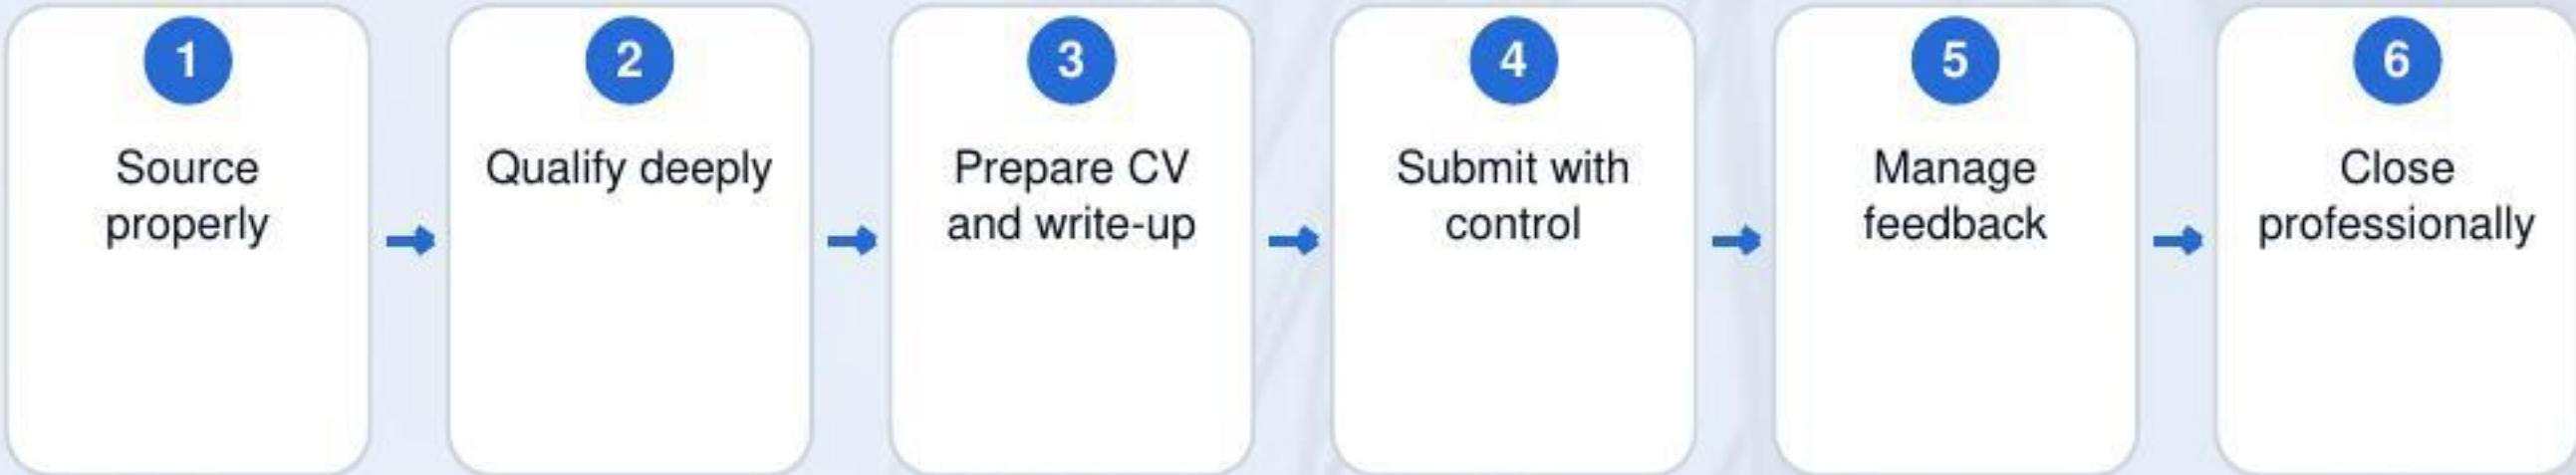 1
Source
properly
2
Qualify deeply
3
Prepare CV
and write-up
4
Submit with
control
5
Manage
feedback
6
Close
professionally